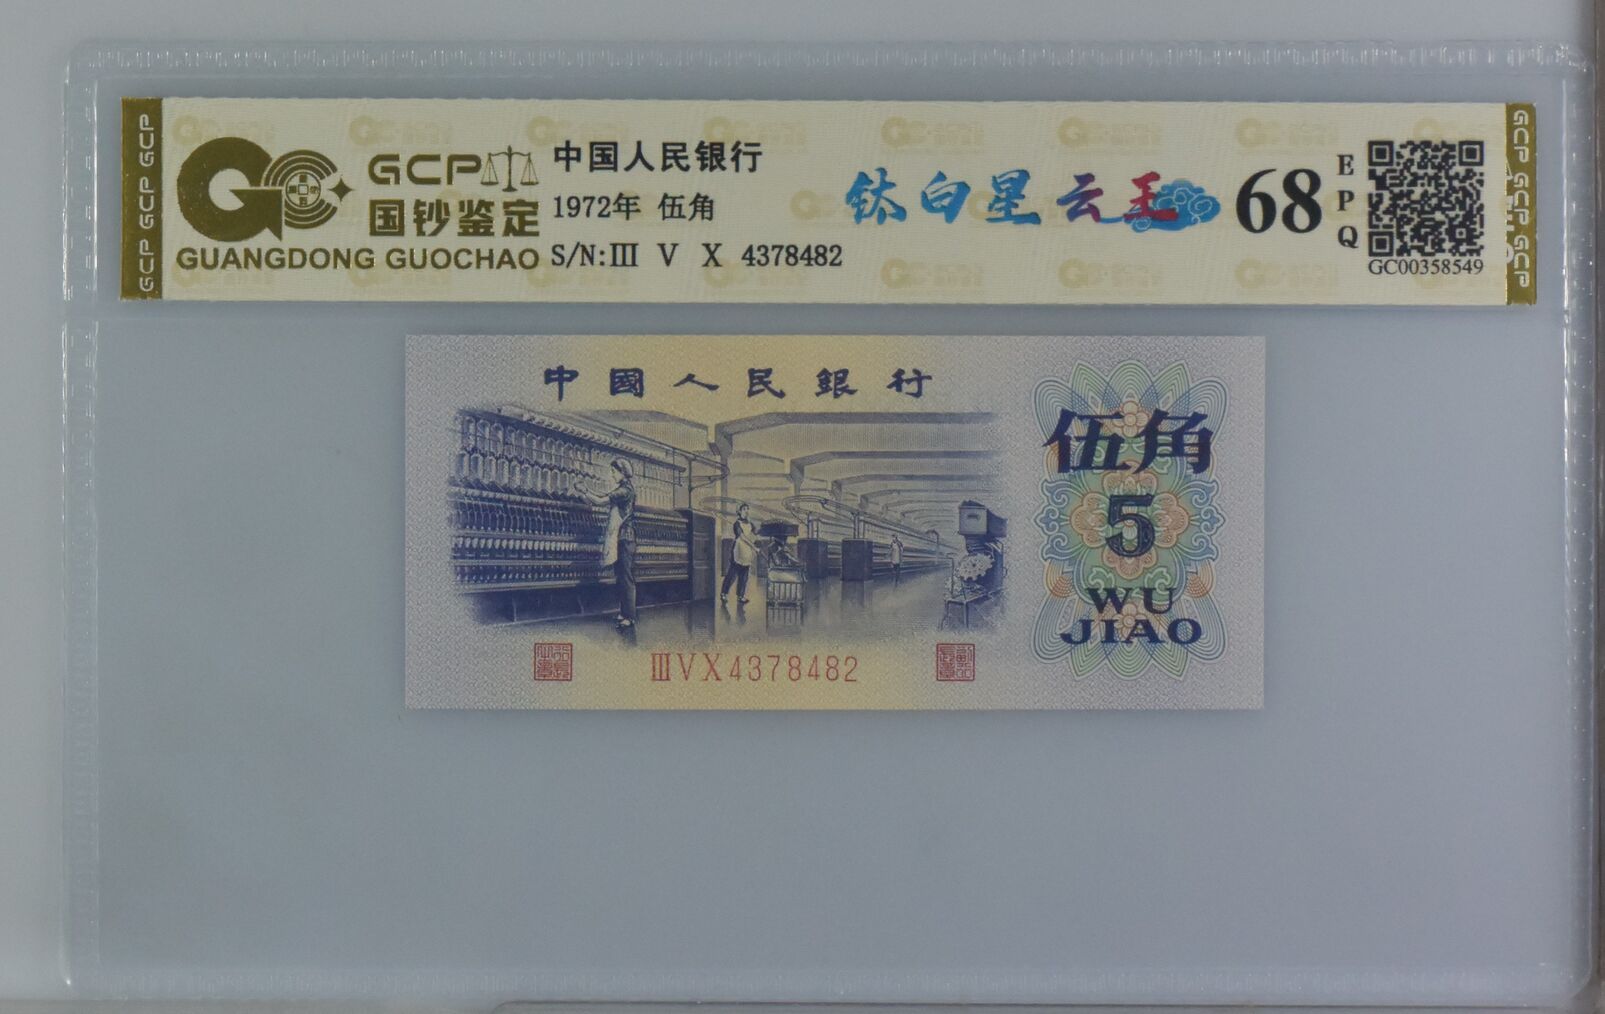 GCP GCP GCP
GCP
国钞鉴定
GUANGDONG GUOCHAO
中国人民银行
1972年 伍角
S/N:Ⅲ V X 4378482
钛白星云王
68
EPQ
GC00358549
GCP GCP GCP
中國人民銀行
伍角
5
WU
JIAO
ⅢVX4378482